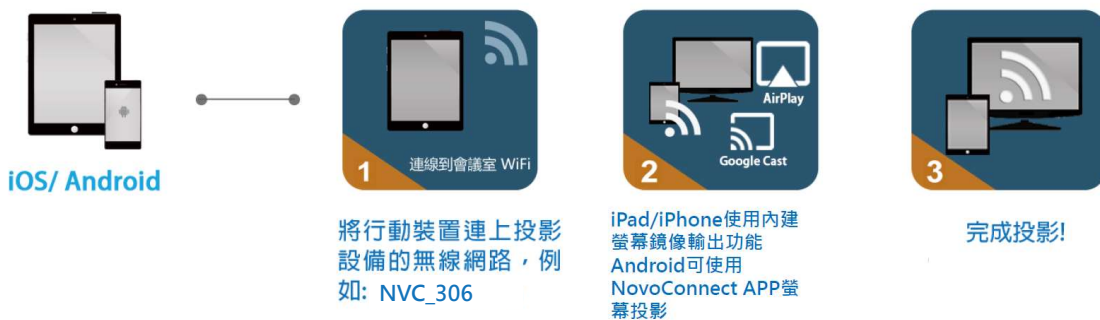 iOS/ Android
1
連線到會議室 WiFi
將行動裝置連上投影
設備的無線網路，例
如: NVC_306
AirPlay
Google Cast
2
iPad/iPhone使用內建
螢幕鏡像輸出功能
Android可使用
NovoConnect APP螢
幕投影
3
完成投影!